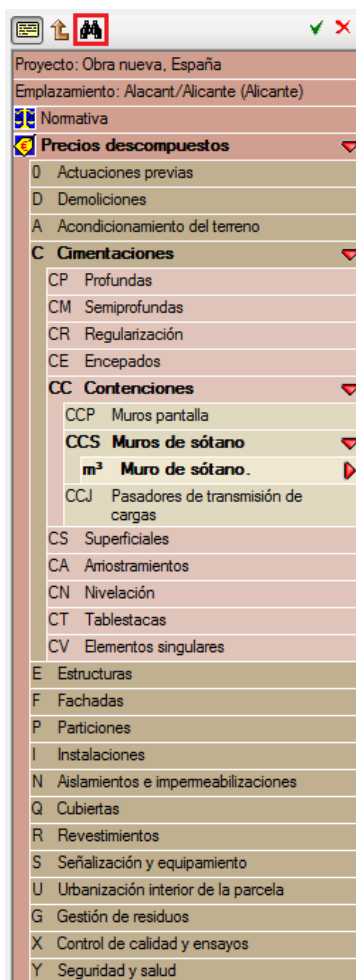 Proyecto: Obra nueva, España
Emplazamiento: Alacant/Alicante (Alicante)
Normativa
Precios descompuestos
0 Actuaciones previas
D Demoliciones
A Acondicionamiento del terreno
C Cimentaciones
CP Profundas
CM Semiprofundas
CR Regularización
CE Encepados
CC Contenciones
CCP Muros pantalla
CCS Muros de sótano
m³ Muro de sótano.
CCJ Pasadores de transmisión de
cargas
CS Superficiales
CA Arriostramientos
CN Nivelación
CT Tablestacas
CV Elementos singulares
E Estructuras
F Fachadas
P Particiones
I Instalaciones
N Aislamientos e impermeabilizaciones
Q Cubiertas
R Revestimientos
S Señalización y equipamiento
U Urbanización interior de la parcela
G Gestión de residuos
X Control de calidad y ensayos
Y Seguridad y salud